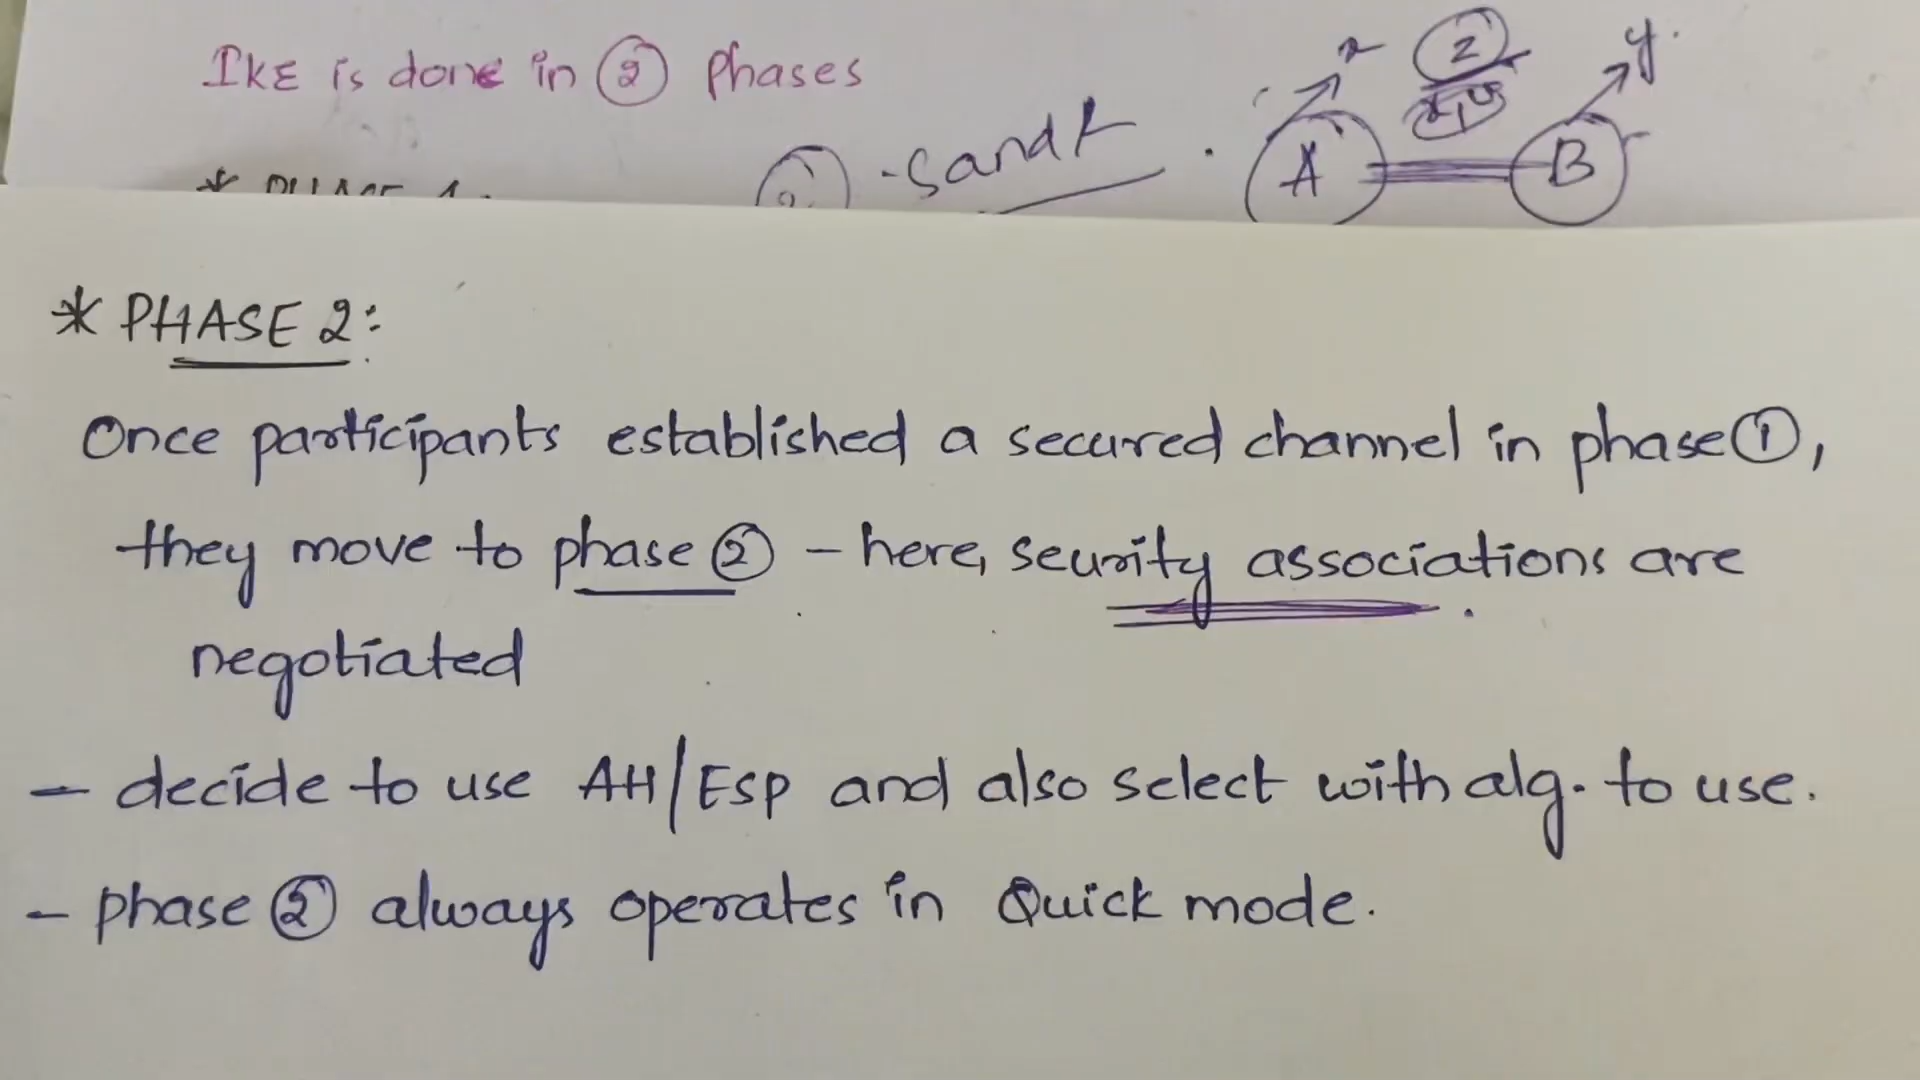 IKE is done in ② Phases
x
z
y.
A
B
* PHASE 2:
Once participants established a secured channel in phase ①,
they move to phase ② – here, seurity associations are
negotiated
– decide to use AH/ESP and also select with alg. to use.
– phase ② always operates in Quick mode.